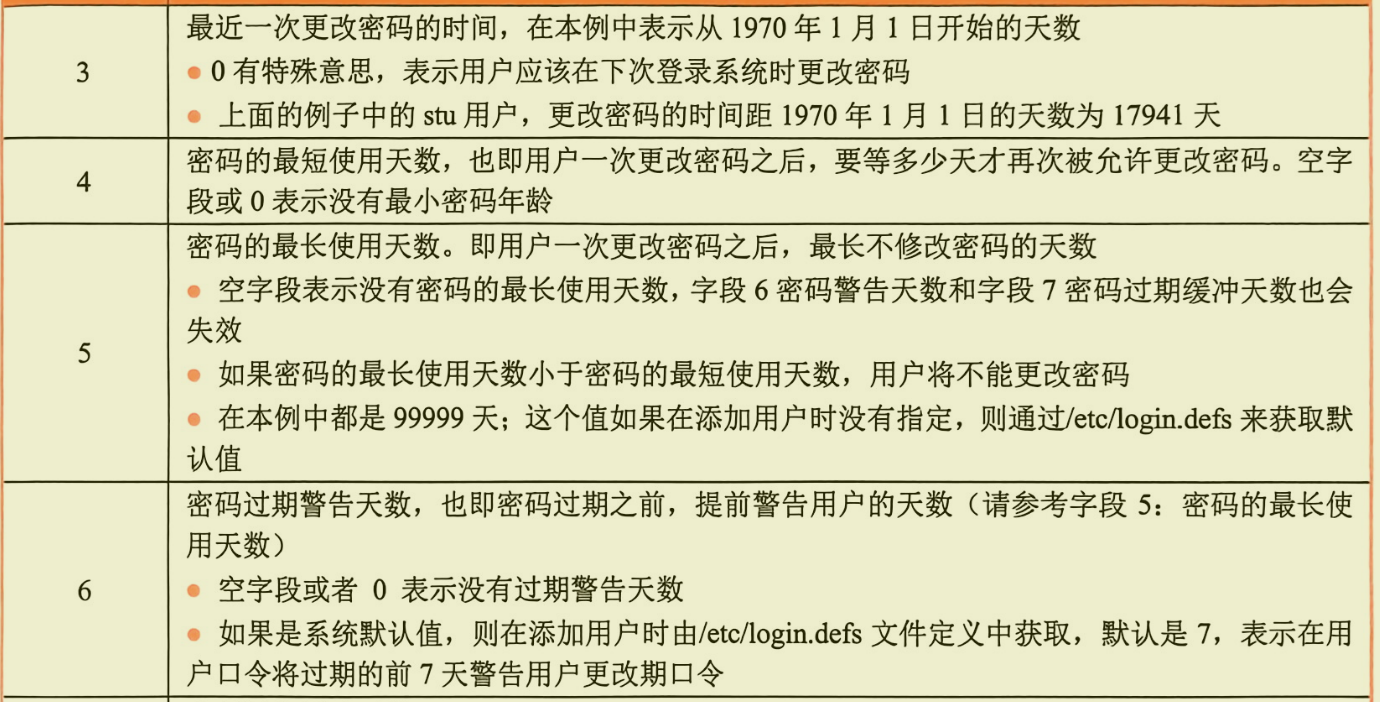 最近一次更改密码的时间，在本例中表示从 1970 年 1 月 1 日开始的天数
3
● 0 有特殊意思，表示用户应该在下次登录系统时更改密码
● 上面的例子中的 stu 用户，更改密码的时间距 1970 年 1 月 1 日的天数为 17941 天
4
密码的最短使用天数，也即用户一次更改密码之后，要等多少天才再次被允许更改密码。空字
段或 0 表示没有最小密码年龄
密码的最长使用天数。即用户一次更改密码之后，最长不修改密码的天数
● 空字段表示没有密码的最长使用天数，字段 6 密码警告天数和字段 7 密码过期缓冲天数也会
失效
5
● 如果密码的最长使用天数小于密码的最短使用天数，用户将不能更改密码
● 在本例中都是 99999 天；这个值如果在添加用户时没有指定，则通过/etc/login.defs 来获取默
认值
密码过期警告天数，也即密码过期之前，提前警告用户的天数（请参考字段 5：密码的最长使
用天数）
6
● 空字段或者 0 表示没有过期警告天数
● 如果是系统默认值，则在添加用户时由/etc/login.defs 文件定义中获取，默认是 7，表示在用
户口令将过期的前 7 天警告用户更改期口令